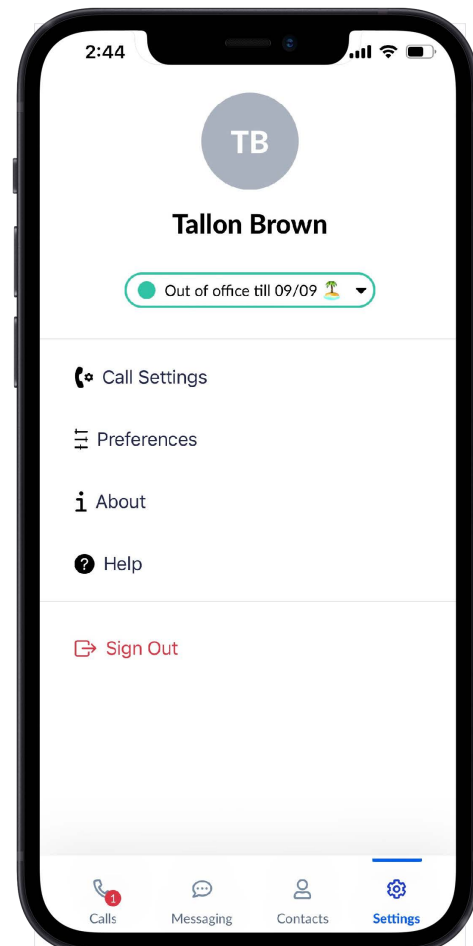 2:44
TB
Tallon Brown
Out of office till 09/09 🏝️
Call Settings
Preferences
About
Help
Sign Out
1
Calls
Messaging
Contacts
Settings